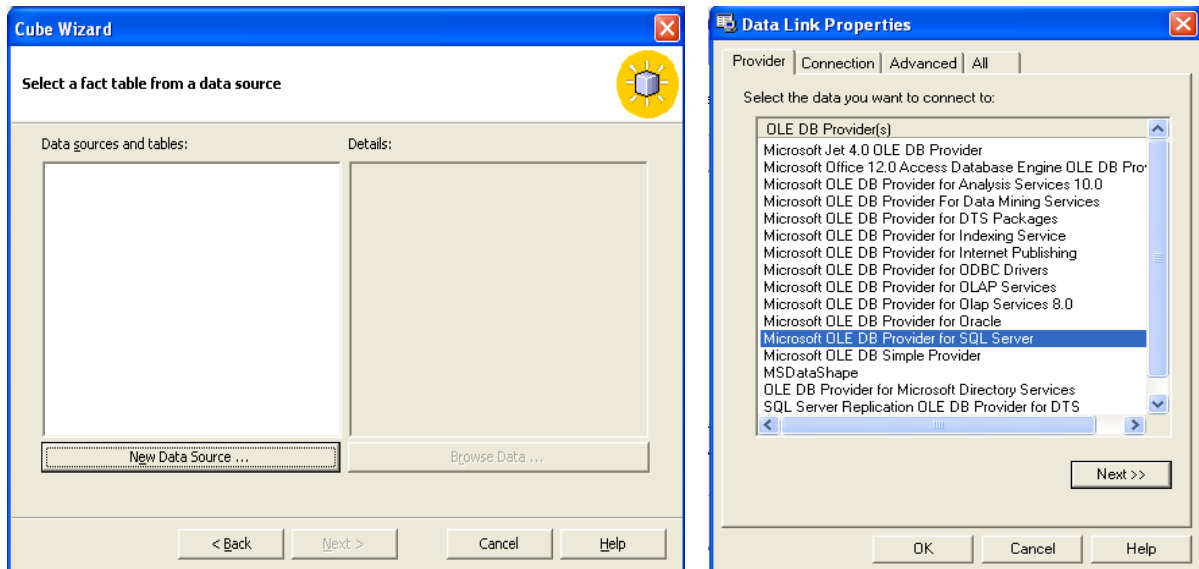 Cube Wizard
Select a fact table from a data source
Data sources and tables:
Details:
New Data Source ...
Browse Data ...
< Back
Next >
Cancel
Help
Data Link Properties
Provider
Connection
Advanced
All
Select the data you want to connect to:
OLE DB Provider(s)
Microsoft Jet 4.0 OLE DB Provider
Microsoft Office 12.0 Access Database Engine OLE DB Pro
Microsoft OLE DB Provider for Analysis Services 10.0
Microsoft OLE DB Provider For Data Mining Services
Microsoft OLE DB Provider for DTS Packages
Microsoft OLE DB Provider for Indexing Service
Microsoft OLE DB Provider for Internet Publishing
Microsoft OLE DB Provider for ODBC Drivers
Microsoft OLE DB Provider for OLAP Services
Microsoft OLE DB Provider for Olap Services 8.0
Microsoft OLE DB Provider for Oracle
Microsoft OLE DB Provider for SQL Server
Microsoft OLE DB Simple Provider
MSDataShape
OLE DB Provider for Microsoft Directory Services
SQL Server Replication OLE DB Provider for DTS
Next >>
OK
Cancel
Help